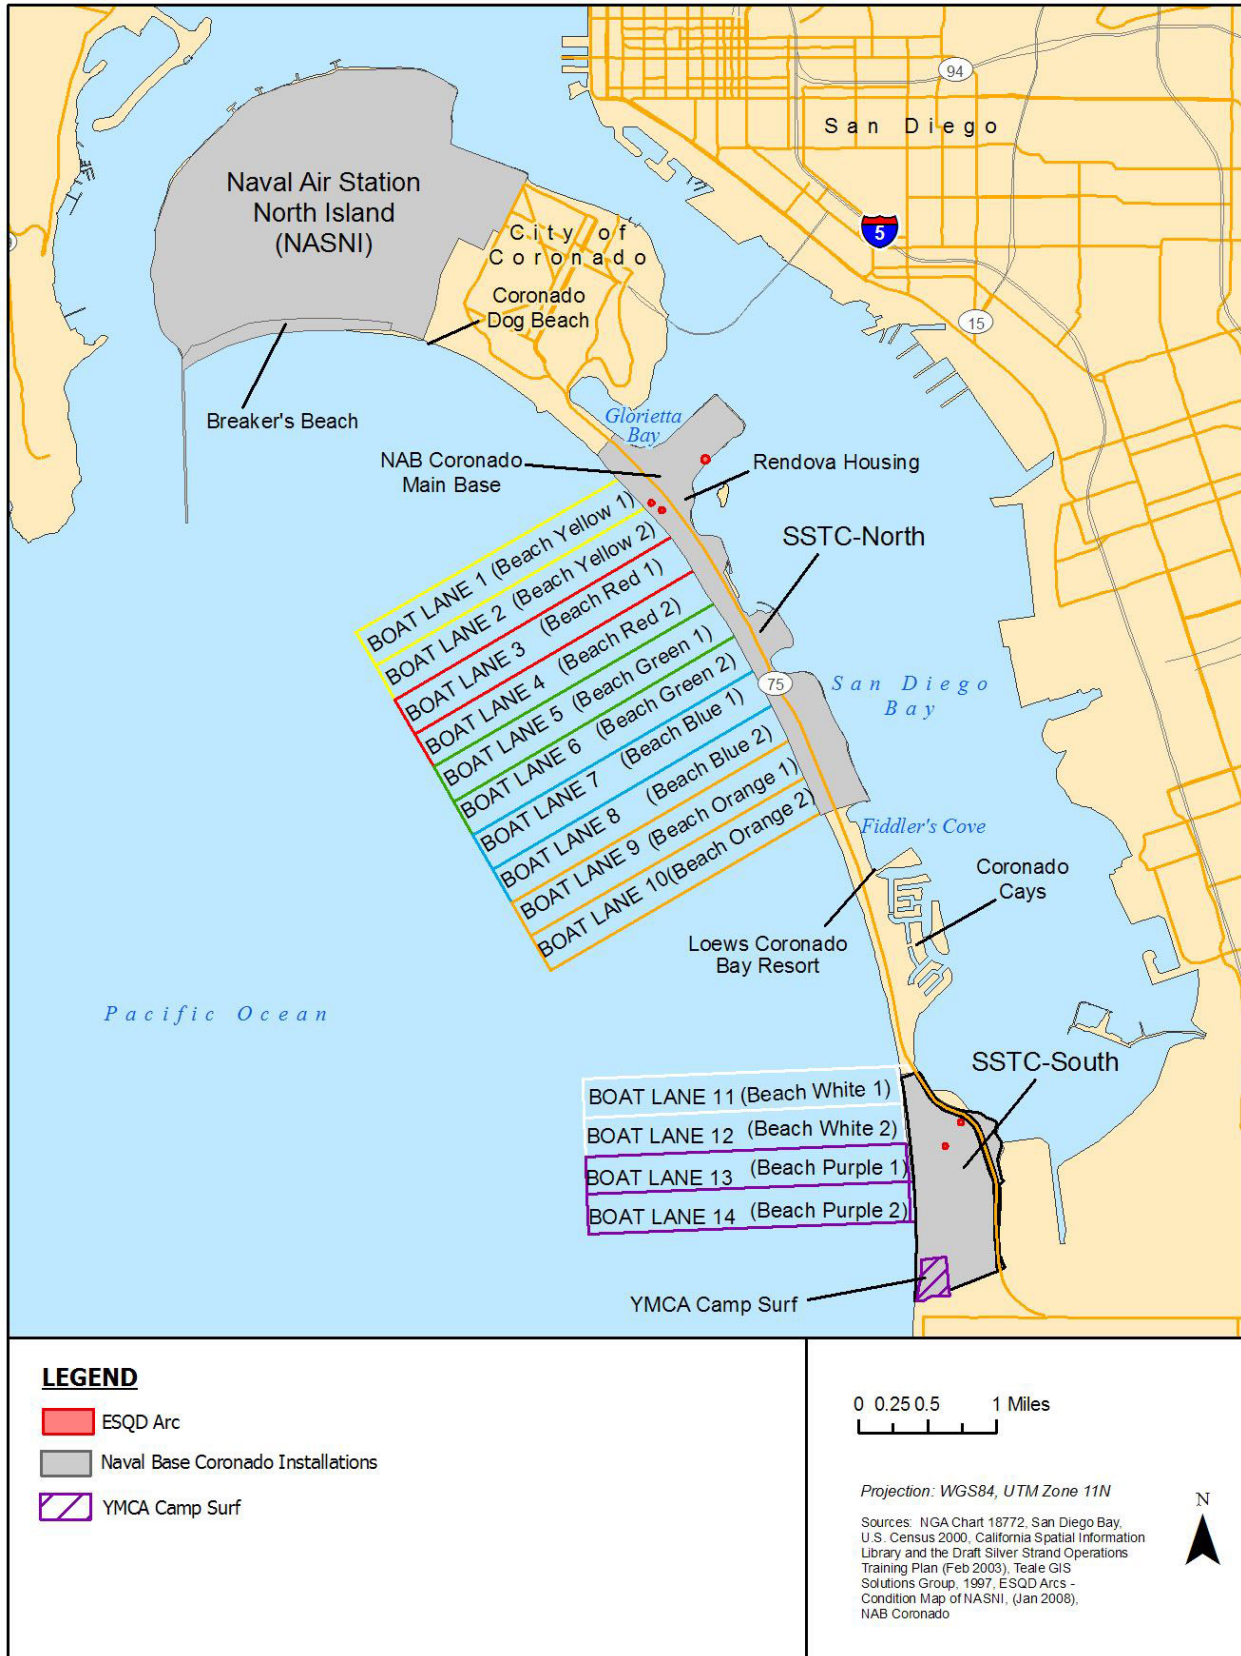 94
San Diego
5
15
Naval Air Station
North Island
(NASNI)
City of
Coronado
Coronado
Dog Beach
Breaker's Beach
Glorietta
Bay
NAB Coronado
Main Base
Rendova Housing
SSTC-North
BOAT LANE 1 (Beach Yellow 1)
BOAT LANE 2 (Beach Yellow 2)
BOAT LANE 3 (Beach Red 1)
BOAT LANE 4 (Beach Red 2)
BOAT LANE 5 (Beach Green 1)
BOAT LANE 6 (Beach Green 2)
BOAT LANE 7 (Beach Blue 1)
BOAT LANE 8 (Beach Blue 2)
BOAT LANE 9 (Beach Orange 1)
BOAT LANE 10 (Beach Orange 2)
75
San Diego
Bay
Fiddler's Cove
Coronado
Cays
Loews Coronado
Bay Resort
Pacific Ocean
SSTC-South
BOAT LANE 11 (Beach White 1)
BOAT LANE 12 (Beach White 2)
BOAT LANE 13 (Beach Purple 1)
BOAT LANE 14 (Beach Purple 2)
YMCA Camp Surf
LEGEND
ESQD Arc
Naval Base Coronado Installations
YMCA Camp Surf
0 0.25 0.5 1 Miles
Projection: WGS84, UTM Zone 11N
Sources: NGA Chart 18772, San Diego Bay,
U.S. Census 2000, California Spatial Information
Library and the Draft Silver Strand Operations
Training Plan (Feb 2003), Teale GIS
Solutions Group, 1997, ESQD Arcs -
Condition Map of NASNI, (Jan 2008),
NAB Coronado
N